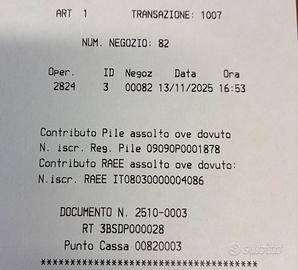 ART 1 TRANSAZIONE: 1007
NUM. NEGOZIO: 82
Oper. ID Negoz Data Ora
2824 3 00082 13/11/2025 16:53
Contributo Pile assolto ove dovuto
N. iscr. Reg. Pile 09090P0001878
Contributo RAEE assolto ove dovuto:
N.iscr. RAEE IT08030000004086
DOCUMENTO N. 2510-0003
RT 3BSDP000028
Punto Cassa 00820003
****************************************
subito